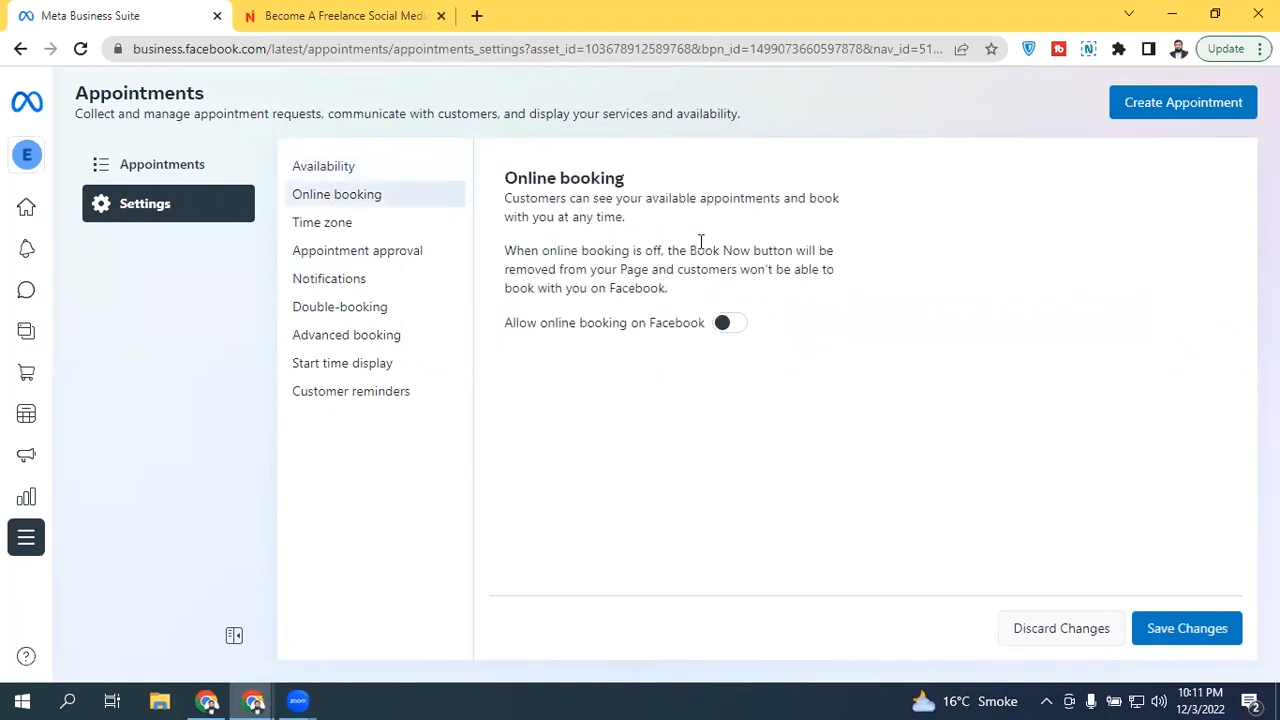 Meta Business Suite
Become A Freelance Social Medi
business.facebook.com/latest/appointments/appointments_settings?asset_id=103678912589768&bpn_id=1499073660597878&nav_id=51...
Update
Appointments
Collect and manage appointment requests, communicate with customers, and display your services and availability.
Create Appointment
E
Appointments
Settings
Availability
Online booking
Time zone
Appointment approval
Notifications
Double-booking
Advanced booking
Start time display
Customer reminders
Online booking
Customers can see your available appointments and book
with you at any time.
When online booking is off, the Book Now button will be
removed from your Page and customers won't be able to
book with you on Facebook.
Allow online booking on Facebook
Discard Changes
Save Changes
zoom
16°C Smoke
10:11 PM
12/3/2022
2